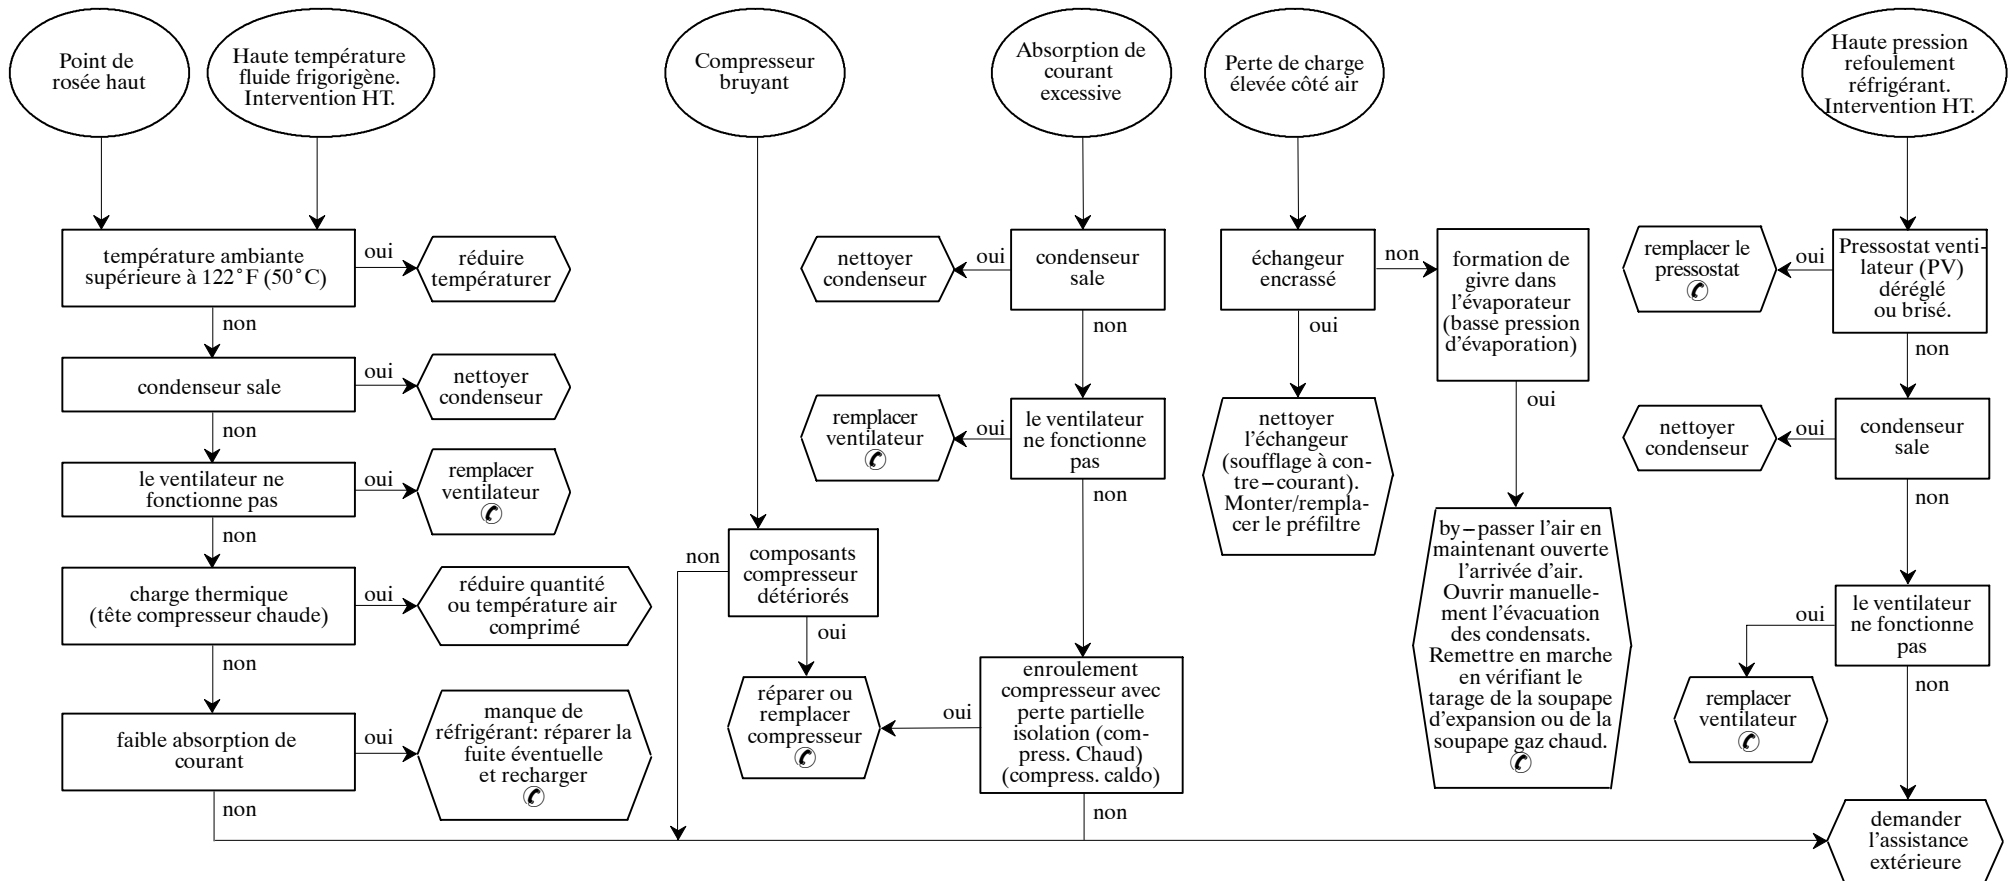 Point de
rosée haut
Haute température
fluide frigorigène.
Intervention HT.
Compresseur
bruyant
Absorption de
courant
excessive
Perte de charge
élevée côté air
Haute pression
refoulement
réfrigérant.
Intervention HT.
température ambiante
supérieure à 122°F (50°C)
oui
réduire
températurer
non
condenseur sale
oui
nettoyer
condenseur
non
le ventilateur ne
fonctionne pas
oui
remplacer
ventilateur
non
charge thermique
(tête compresseur chaude)
oui
réduire quantité
ou température air
comprimé
non
faible absorption de
courant
oui
manque de
réfrigérant: réparer la
fuite éventuelle
et recharger
non
composants
compresseur
détériorés
non
oui
réparer ou
remplacer
compresseur
condenseur
sale
oui
nettoyer
condenseur
non
le ventilateur
ne fonctionne
pas
oui
remplacer
ventilateur
non
enroulement
compresseur avec
perte partielle
isolation (com-
press. Chaud)
(compress. caldo)
oui
non
échangeur
encrassé
non
oui
nettoyer
l'échangeur
(soufflage à con-
tre–courant).
Monter/rempla-
cer le préfiltre
formation de
givre dans
l'évaporateur
(basse pression
d'évaporation)
oui
by–passer l'air en
maintenant ouverte
l'arrivée d'air.
Ouvrir manuelle-
ment l'évacuation
des condensats.
Remettre en marche
en vérifiant le
tarage de la soupape
d'expansion ou de la
soupape gaz chaud.
Pressostat venti-
lateur (PV)
déréglé
ou brisé.
oui
remplacer le
pressostat
non
condenseur
sale
oui
nettoyer
condenseur
non
le ventilateur
ne fonctionne
pas
oui
remplacer
ventilateur
non
demander
l'assistance
extérieure